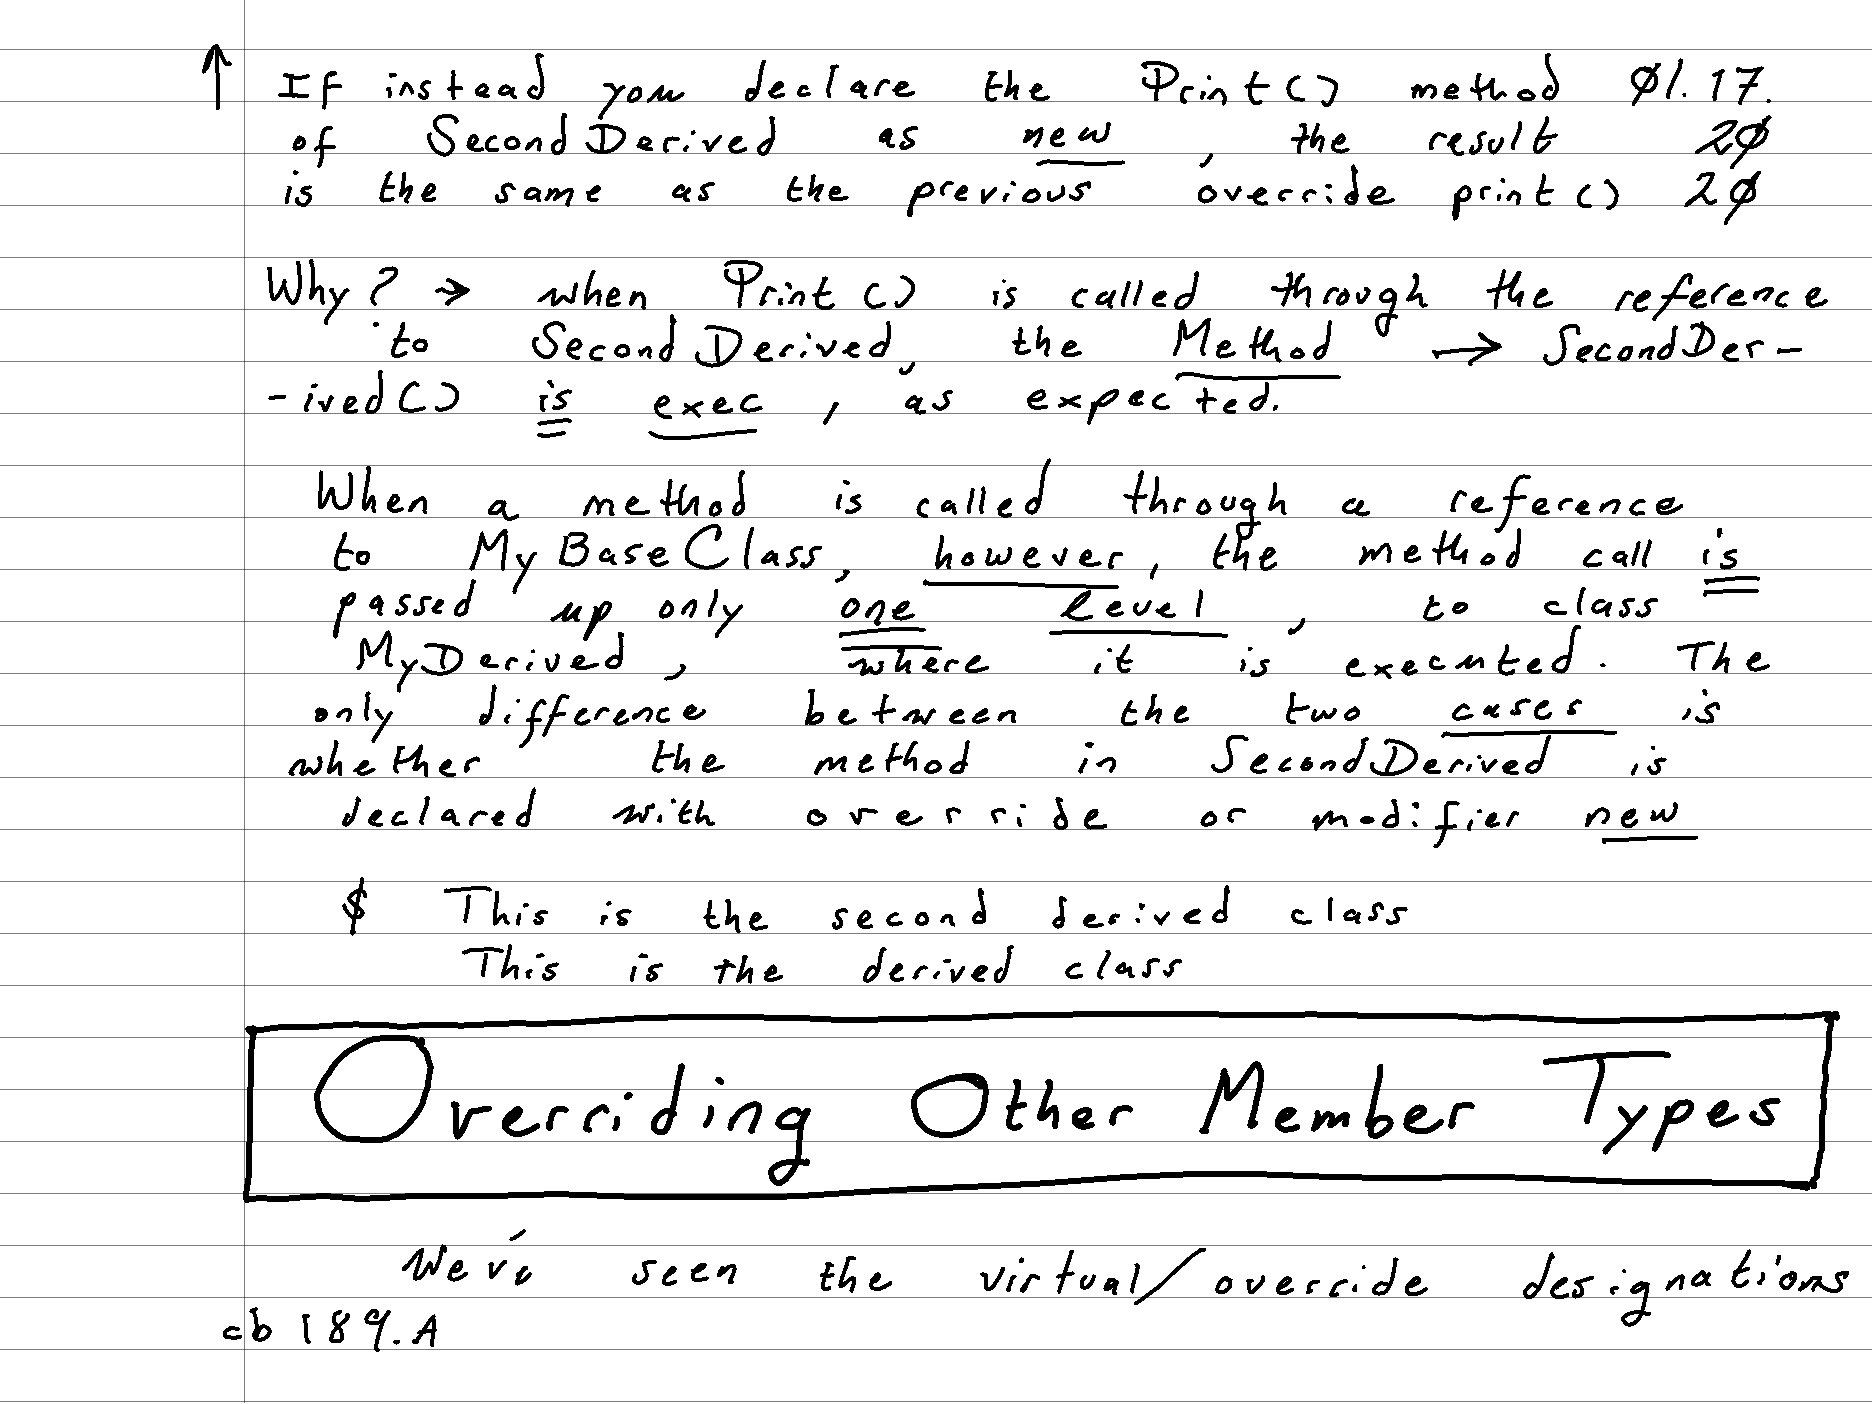 ↑ If instead you declare the Print() method Ø1.17.
of SecondDerived as new, the result 2Ø
is the same as the previous override print() 2Ø
Why? → when Print() is called through the reference
to SecondDerived, the Method → SecondDer-
-ived() is exec, as expected.
When a method is called through a reference
to MyBaseClass, however, the method call is
passed up only one level, to class
MyDerived, where it is executed. The
only difference between the two cases is
whether the method in SecondDerived is
declared with override or modifier new
$ This is the second derived class
This is the derived class
Overriding Other Member Types
We've seen the virtual/override designations
cb 189.A